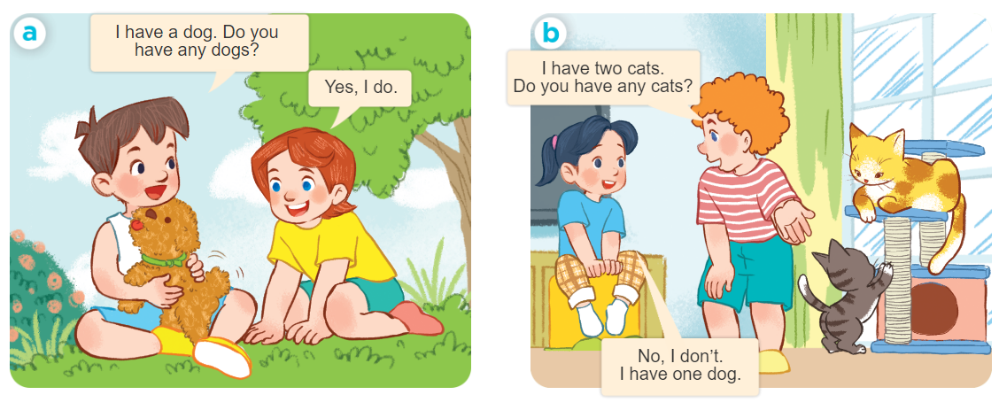 a
I have a dog. Do you
have any dogs?
Yes, I do.
b
I have two cats.
Do you have any cats?
No, I don't.
I have one dog.